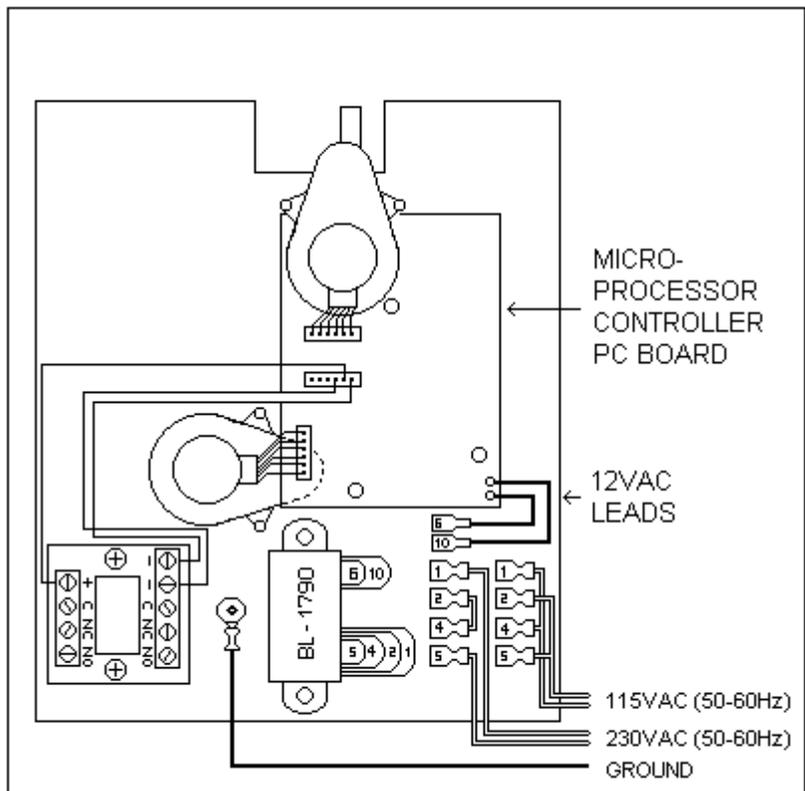 MICRO-
PROCESSOR
CONTROLLER
PC BOARD
12VAC
LEADS
6
10
1
2
4
5
1
2
4
5
BL - 1790
6 10
5 4 2 1
+
C
NC
NO
–
–
C
NC
NO
115VAC (50-60Hz)
230VAC (50-60Hz)
GROUND